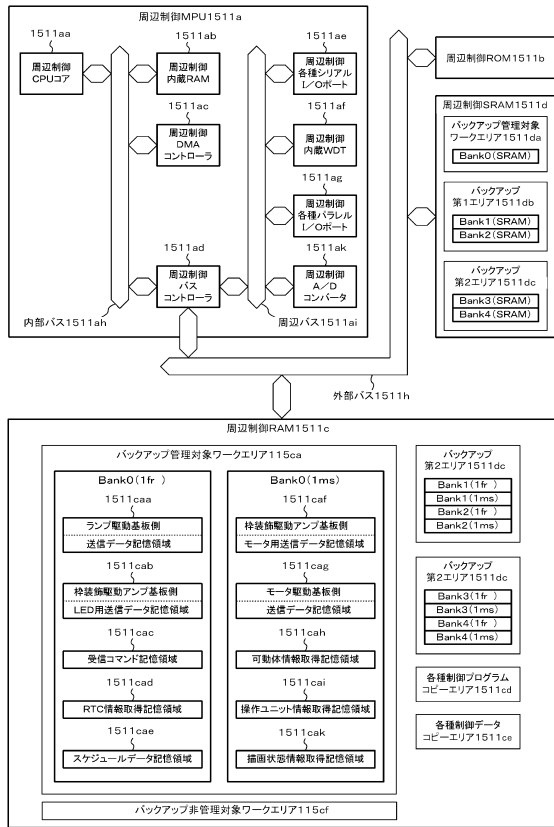 周辺制御MPU1511a
1511aa
周辺制御
CPUコア
1511ab
周辺制御
内蔵RAM
1511ac
周辺制御
DMA
コントローラ
1511ad
周辺制御
バス
コントローラ
1511ae
周辺制御
各種シリアル
I/Oポート
1511af
周辺制御
内蔵WDT
1511ag
周辺制御
各種パラレル
I/Oポート
1511ak
周辺制御
A/D
コンバータ
内部バス1511ah
周辺バス1511ai
外部バス1511h
周辺制御ROM1511b
周辺制御SRAM1511d
バックアップ管理対象
ワークエリア1511da
Bank0(SRAM)
バックアップ
第1エリア1511db
Bank1(SRAM)
Bank2(SRAM)
バックアップ
第2エリア1511dc
Bank3(SRAM)
Bank4(SRAM)
周辺制御RAM1511c
バックアップ管理対象ワークエリア115ca
Bank0(1fr )
1511caa
ランプ駆動基板側
送信データ記憶領域
1511cab
枠装飾駆動アンプ基板側
LED用送信データ記憶領域
1511cac
受信コマンド記憶領域
1511cad
RTC情報取得記憶領域
1511cae
スケジュールデータ記憶領域
Bank0(1ms)
1511caf
枠装飾駆動アンプ基板側
モータ用送信データ記憶領域
1511cag
モータ駆動基板側
送信データ記憶領域
1511cah
可動体情報取得記憶領域
1511cai
操作ユニット情報取得記憶領域
1511cak
描画状態情報取得記憶領域
バックアップ
第2エリア1511dc
Bank1(1fr )
Bank1(1ms)
Bank2(1fr )
Bank2(1ms)
バックアップ
第2エリア1511dc
Bank3(1fr )
Bank3(1ms)
Bank4(1fr )
Bank4(1ms)
各種制御プログラム
コピーエリア1511cd
各種制御データ
コピーエリア1511ce
バックアップ非管理対象ワークエリア115cf